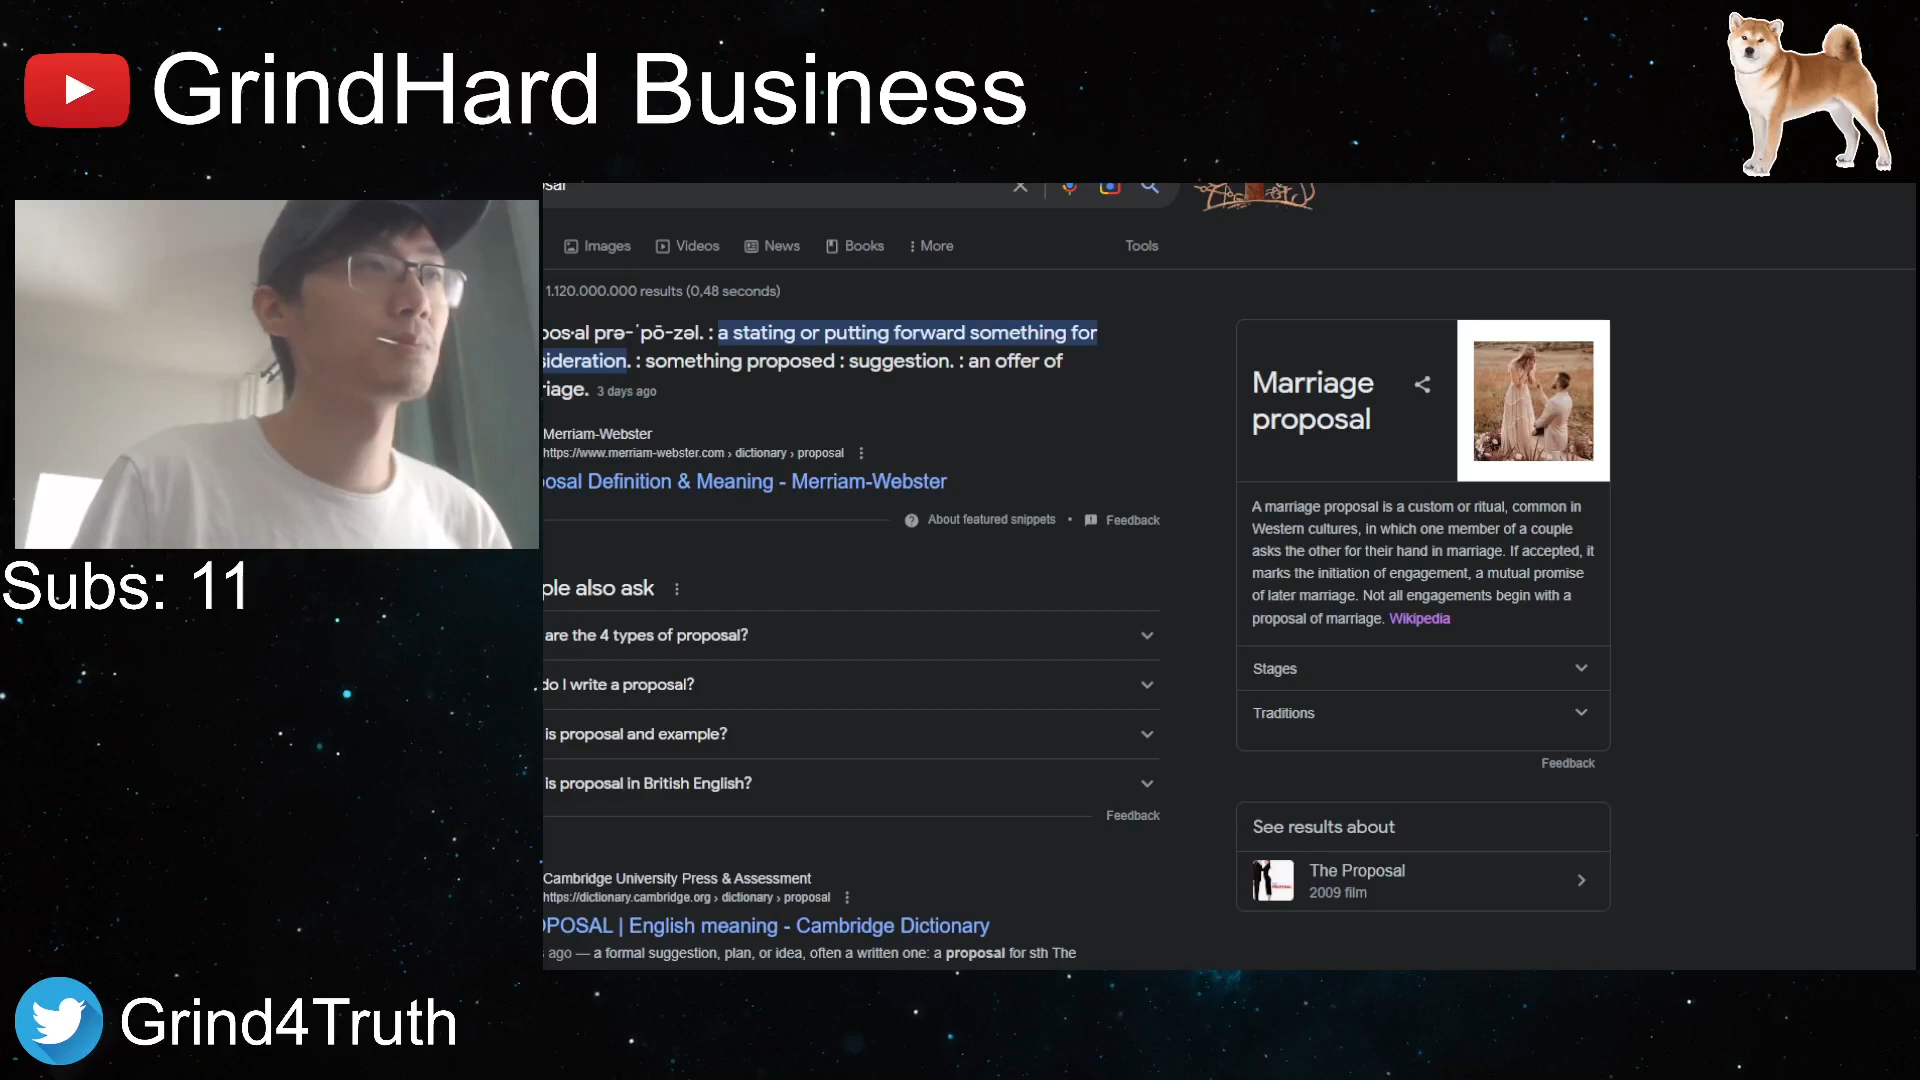 GrindHard Business
Images
Videos
News
Books
More
Tools
1.120.000.000 results (0,48 seconds)
pos·al prə-ˈpō-zəl. : a stating or putting forward something for
sideration. : something proposed : suggestion. : an offer of
riage. 3 days ago
Merriam-Webster
https://www.merriam-webster.com › dictionary › proposal
osal Definition & Meaning - Merriam-Webster
About featured snippets • Feedback
ple also ask
are the 4 types of proposal?
do I write a proposal?
is proposal and example?
is proposal in British English?
Feedback
Cambridge University Press & Assessment
https://dictionary.cambridge.org › dictionary › proposal
OPOSAL | English meaning - Cambridge Dictionary
ago — a formal suggestion, plan, or idea, often a written one: a proposal for sth The
Marriage
proposal
A marriage proposal is a custom or ritual, common in
Western cultures, in which one member of a couple
asks the other for their hand in marriage. If accepted, it
marks the initiation of engagement, a mutual promise
of later marriage. Not all engagements begin with a
proposal of marriage. Wikipedia
Stages
Traditions
Feedback
See results about
The Proposal
2009 film
Subs: 11
Grind4Truth